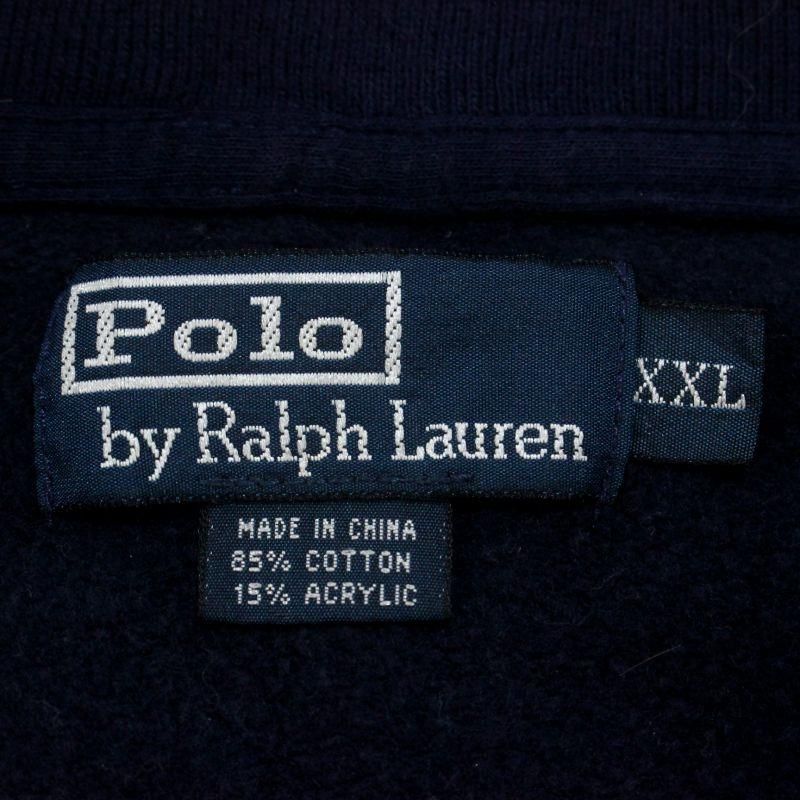 Polo
by Ralph Lauren
XXL
MADE IN CHINA
85% COTTON
15% ACRYLIC